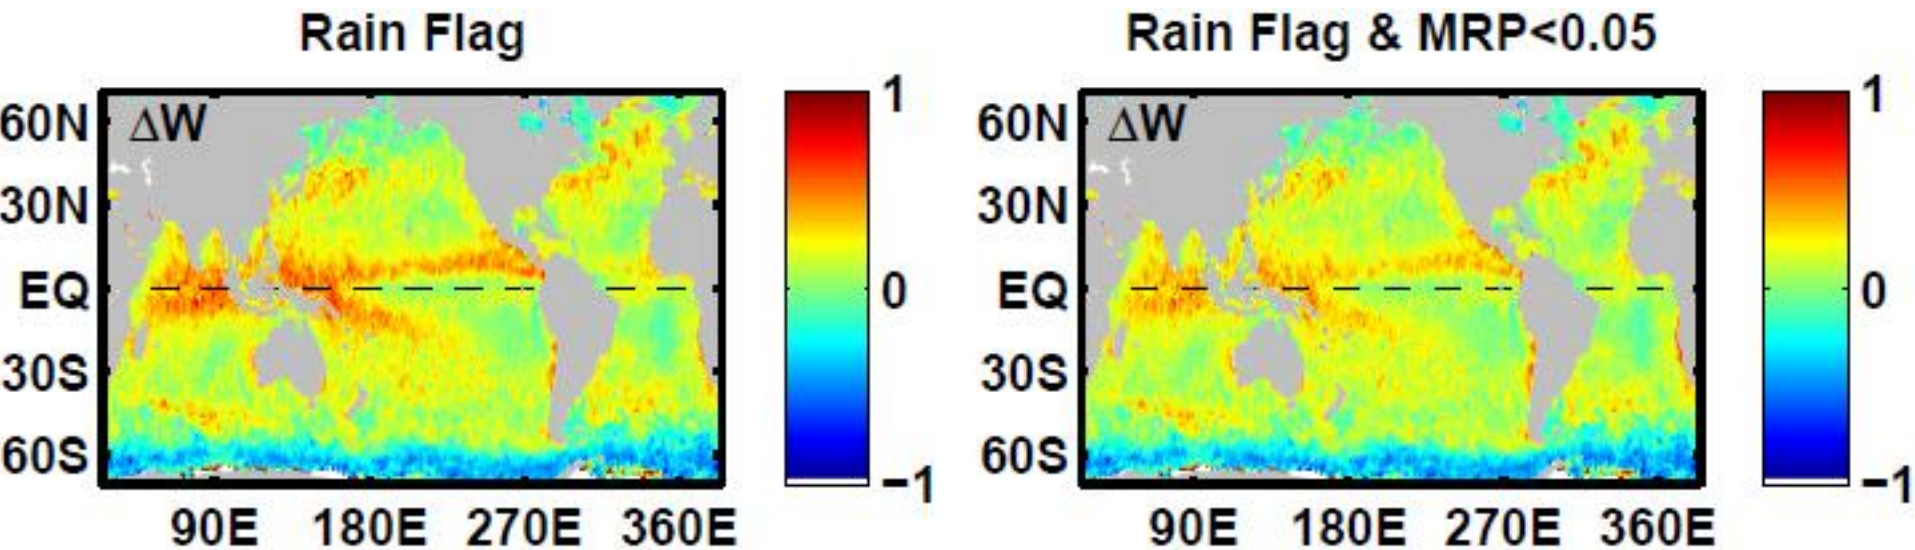 Rain Flag
ΔW
60N
30N
EQ
30S
60S
90E 180E 270E 360E
1
0
−1
Rain Flag & MRP<0.05
ΔW
60N
30N
EQ
30S
60S
90E 180E 270E 360E
1
0
−1